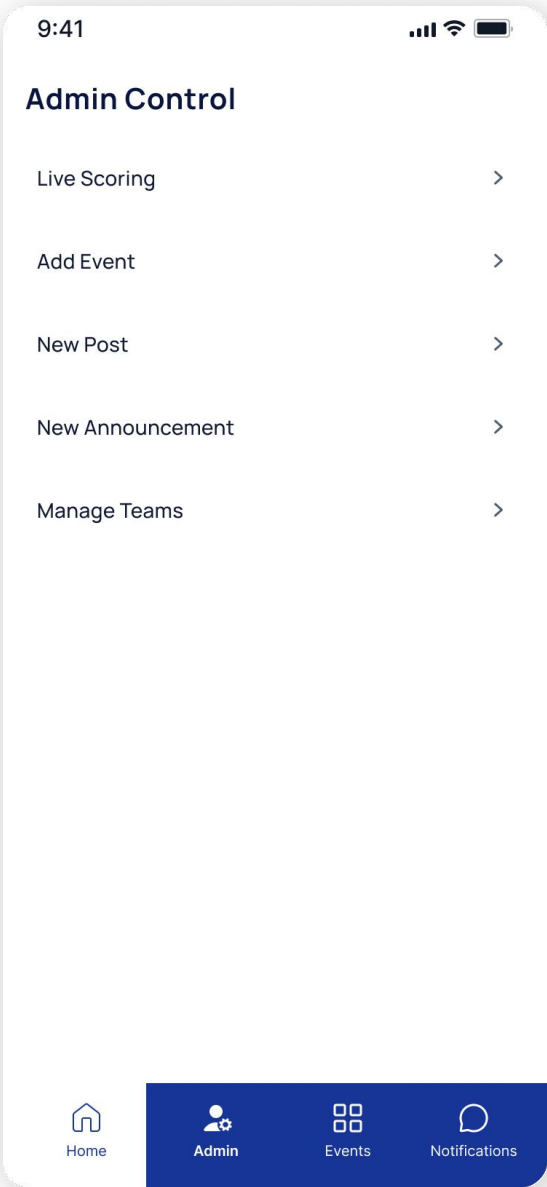 9:41
Admin Control
Live Scoring
Add Event
New Post
New Announcement
Manage Teams
Home
Admin
Events
Notifications